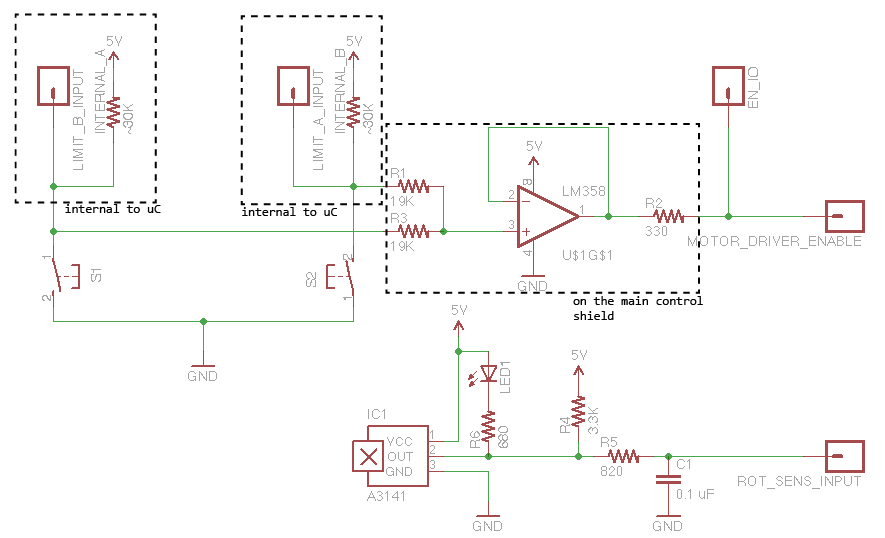 5V
INTERNAL_A
LIMIT_B_INPUT
~30K
internal to uC
5V
INTERNAL_B
LIMIT_A_INPUT
~30K
internal to uC
EN_IO
R1
19K
R3
19K
5V
8
LM358
2
1
3
4
U$1G$1
GND
R2
330
MOTOR_DRIVER_ENABLE
on the main control
shield
1
S1
2
2
S2
1
GND
5V
LED1
R6
680
5V
R4
3.3K
IC1
VCC
OUT
GND
1
2
3
A3141
R5
820
C1
0.1 uF
ROT_SENS_INPUT
GND
GND